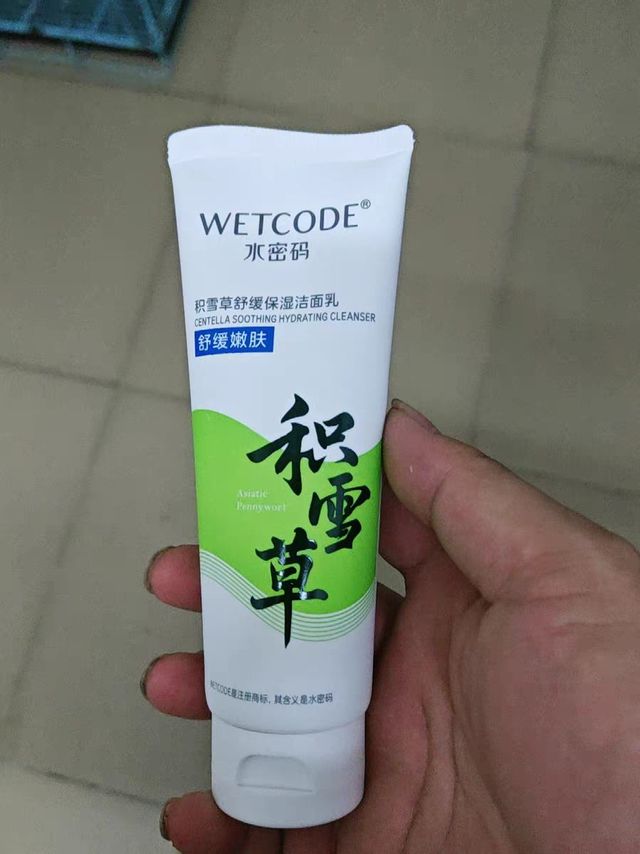 WETCODE®
水密码
积雪草舒缓保湿洁面乳
CENTELLA SOOTHING HYDRATING CLEANSER
舒缓嫩肤
积雪草
Asiatic
Pennywort
WETCODE是注册商标，其含义是水密码